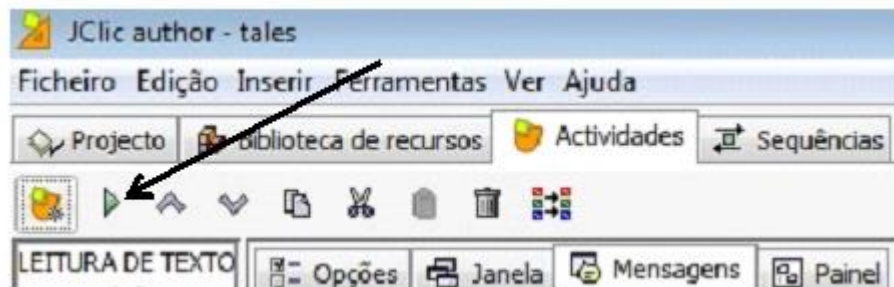 JClic author - tales
Ficheiro Edição Inserir Ferramentas Ver Ajuda
Projecto Biblioteca de recursos Actividades Sequências
LEITURA DE TEXTO Opções Janela Mensagens Painel